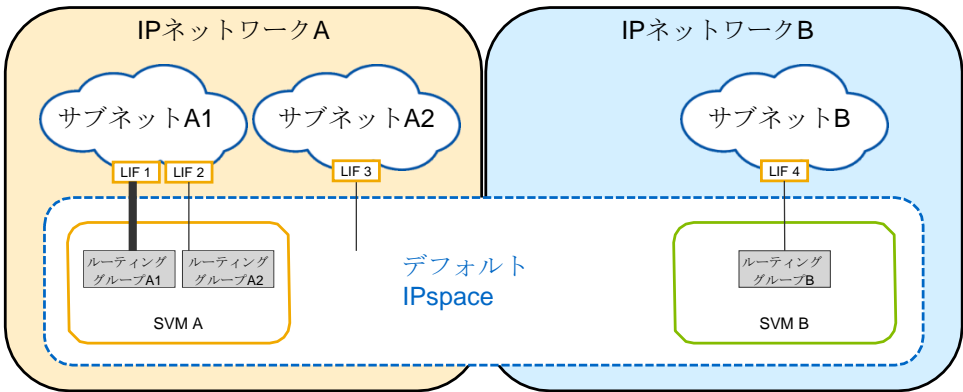 IPネットワークA
IPネットワークB
サブネットA1
サブネットA2
サブネットB
LIF 1
LIF 2
LIF 3
LIF 4
ルーティング
グループA1
ルーティング
グループA2
デフォルト
IPspace
ルーティング
グループB
SVM A
SVM B